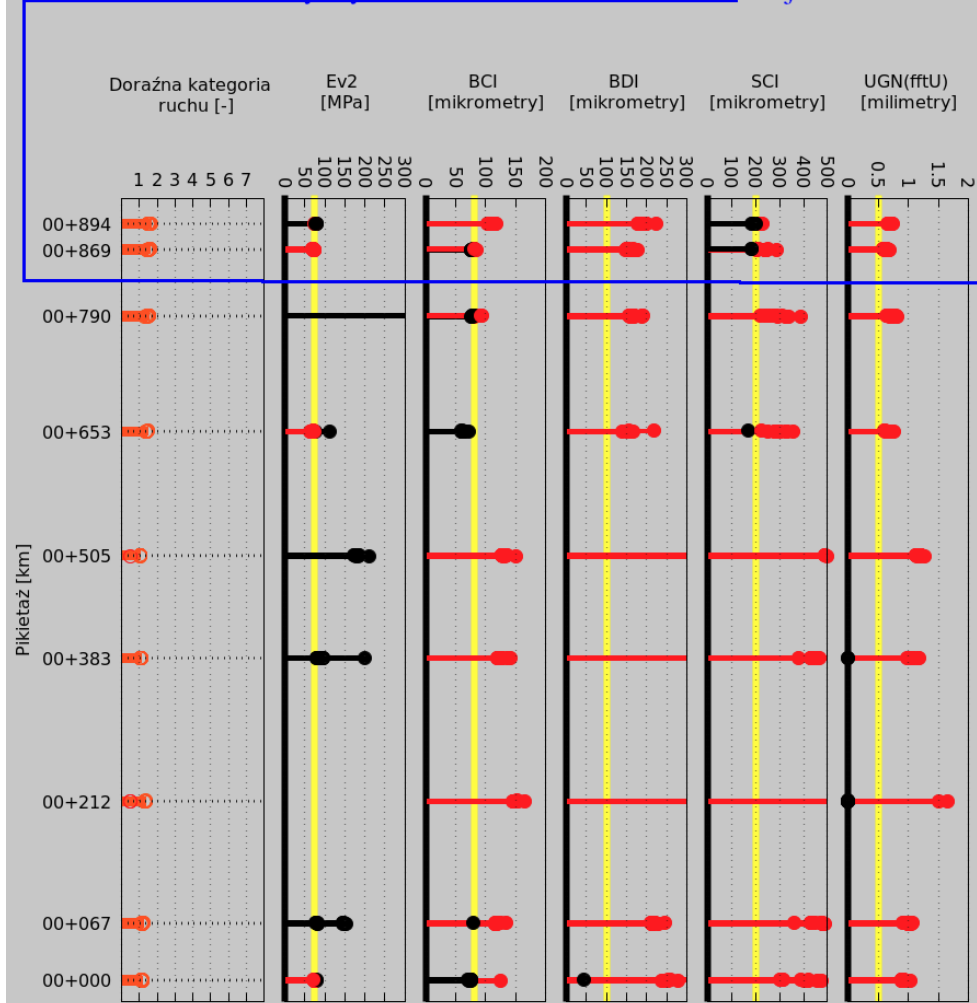 Doraźna kategoria
ruchu [-]
Ev2
[MPa]
BCI
[mikrometry]
BDI
[mikrometry]
SCI
[mikrometry]
UGN(fftU)
[milimetry]
1 2 3 4 5 6 7
0 50 100 150 200 250 300
0 50 100 150 200
0 50 100 150 200 250 300
0 100 200 300 400 500
0 0.5 1 1.5 2
00+894
00+869
00+790
00+653
00+505
00+383
00+212
00+067
00+000
Pikietaż [km]